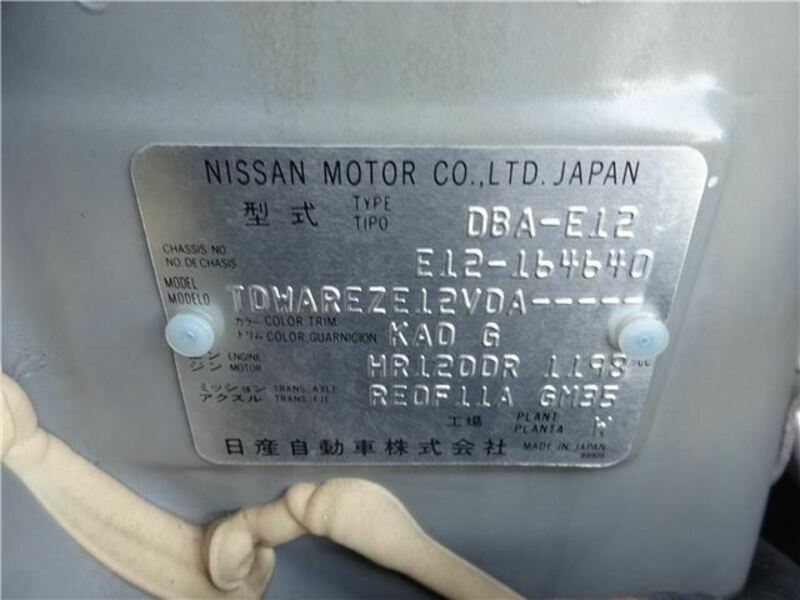 NISSAN MOTOR CO.,LTD. JAPAN
型式 TYPE TIPO DBA-E12
CHASSIS NO. NO. DE CHASIS E12-164640
MODEL MODELO TDWAREZE12VDA-----
カラー COLOR, TRIM トリム COLOR, GUARNICION KAD G
エンジン ENGINE MOTOR HR12DDR 1198 cc
ミッション TRANS. AXLE アクスル TRANS. EJE RE0F11A GM35
工場 PLANT PLANTA W
日産自動車株式会社 MADE IN JAPAN